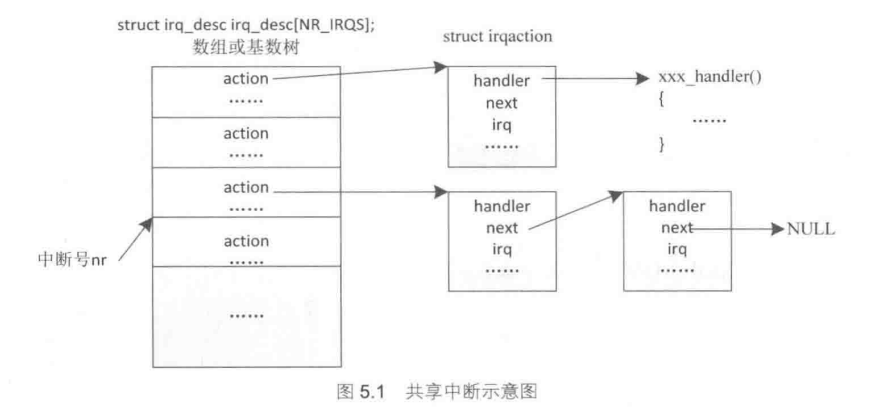 struct irq_desc irq_desc[NR_IRQS];
数组或基数树
struct irqaction
action
……
action
……
action
……
action
……
……
中断号nr
handler
next
irq
……
xxx_handler()
{
……
}
handler
next
irq
……
handler
next
irq
……
NULL
图 5.1 共享中断示意图